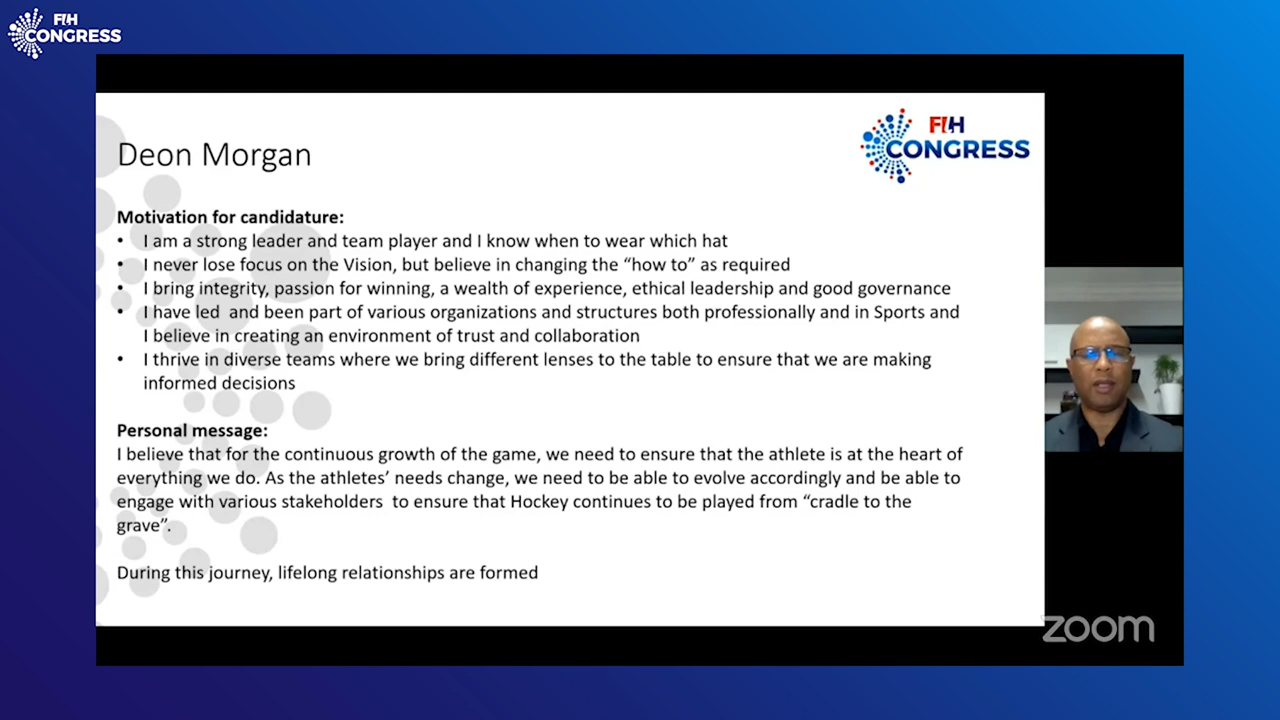 FIH
CONGRESS
FIH
CONGRESS
Deon Morgan
Motivation for candidature:
• I am a strong leader and team player and I know when to wear which hat
• I never lose focus on the Vision, but believe in changing the “how to” as required
• I bring integrity, passion for winning, a wealth of experience, ethical leadership and good governance
• I have led and been part of various organizations and structures both professionally and in Sports and
I believe in creating an environment of trust and collaboration
• I thrive in diverse teams where we bring different lenses to the table to ensure that we are making
informed decisions
Personal message:
I believe that for the continuous growth of the game, we need to ensure that the athlete is at the heart of
everything we do. As the athletes’ needs change, we need to be able to evolve accordingly and be able to
engage with various stakeholders to ensure that Hockey continues to be played from “cradle to the
grave”.
During this journey, lifelong relationships are formed
zoom